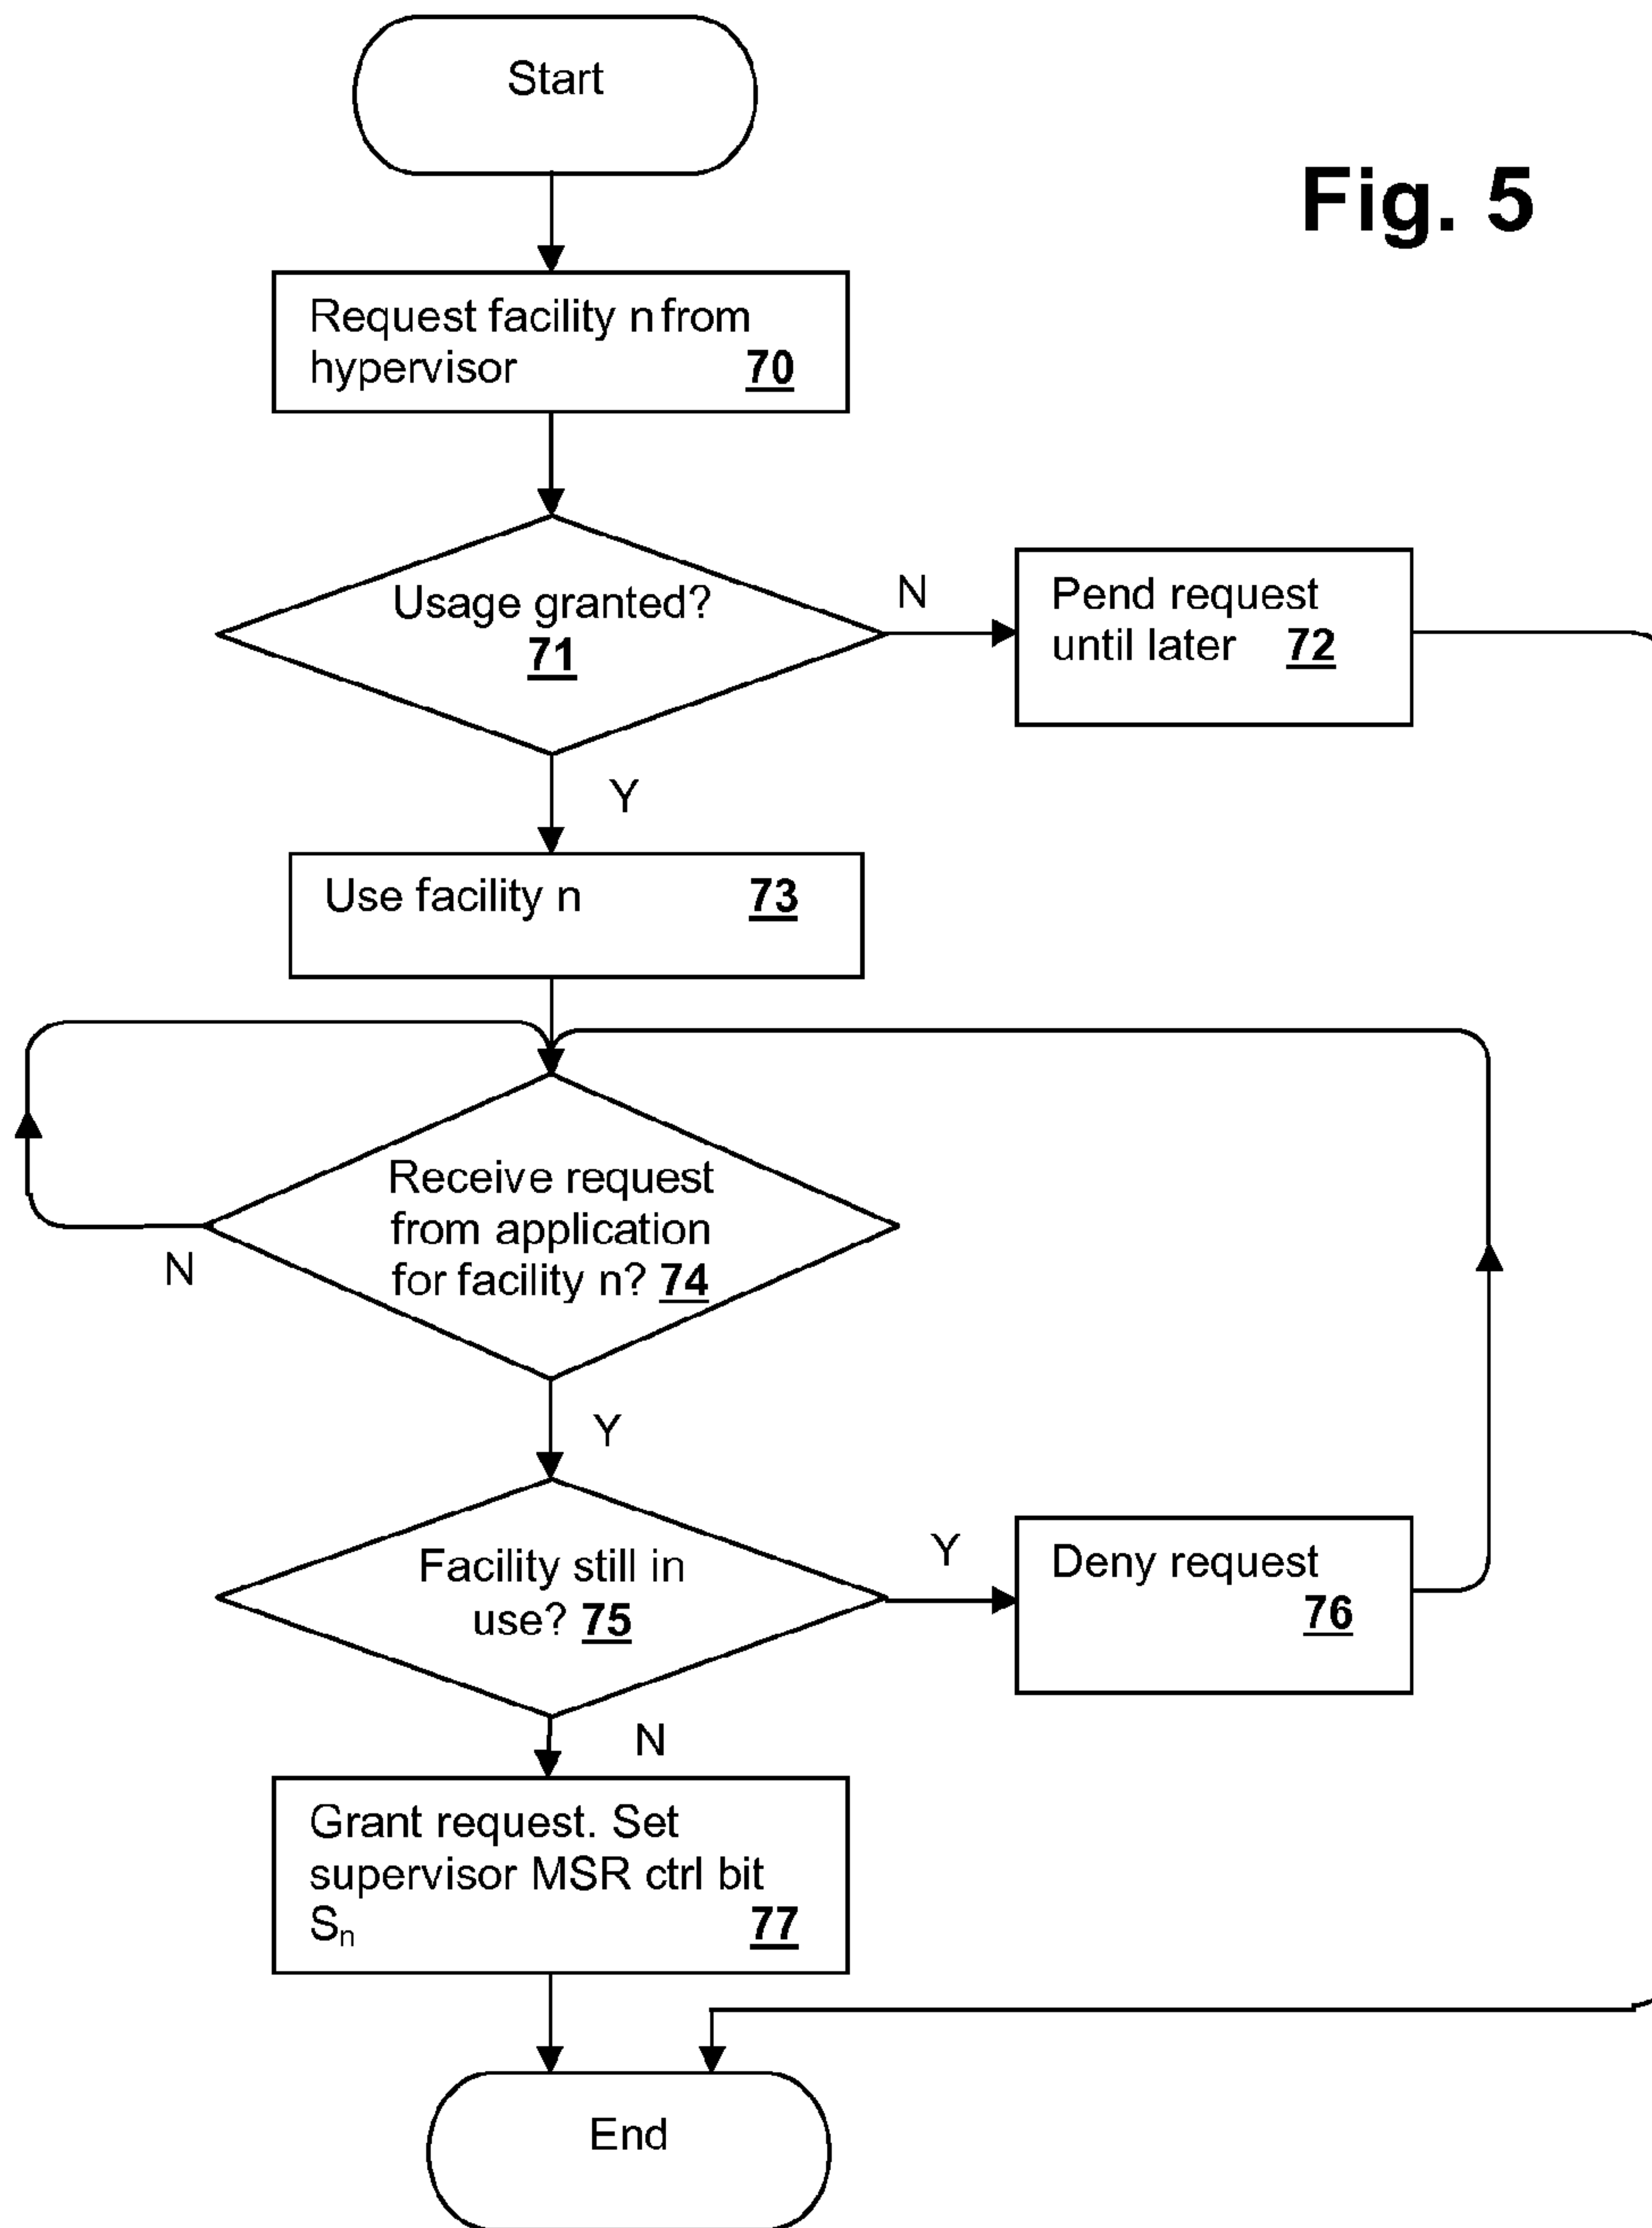 Start
Fig. 5
Request facility n from
hypervisor 70
Usage granted?
71
N
Pend request
until later 72
Y
Use facility n 73
Receive request
from application
for facility n? 74
N
Y
Facility still in
use? 75
Y
Deny request
76
N
Grant request. Set
supervisor MSR ctrl bit
Sn 77
End